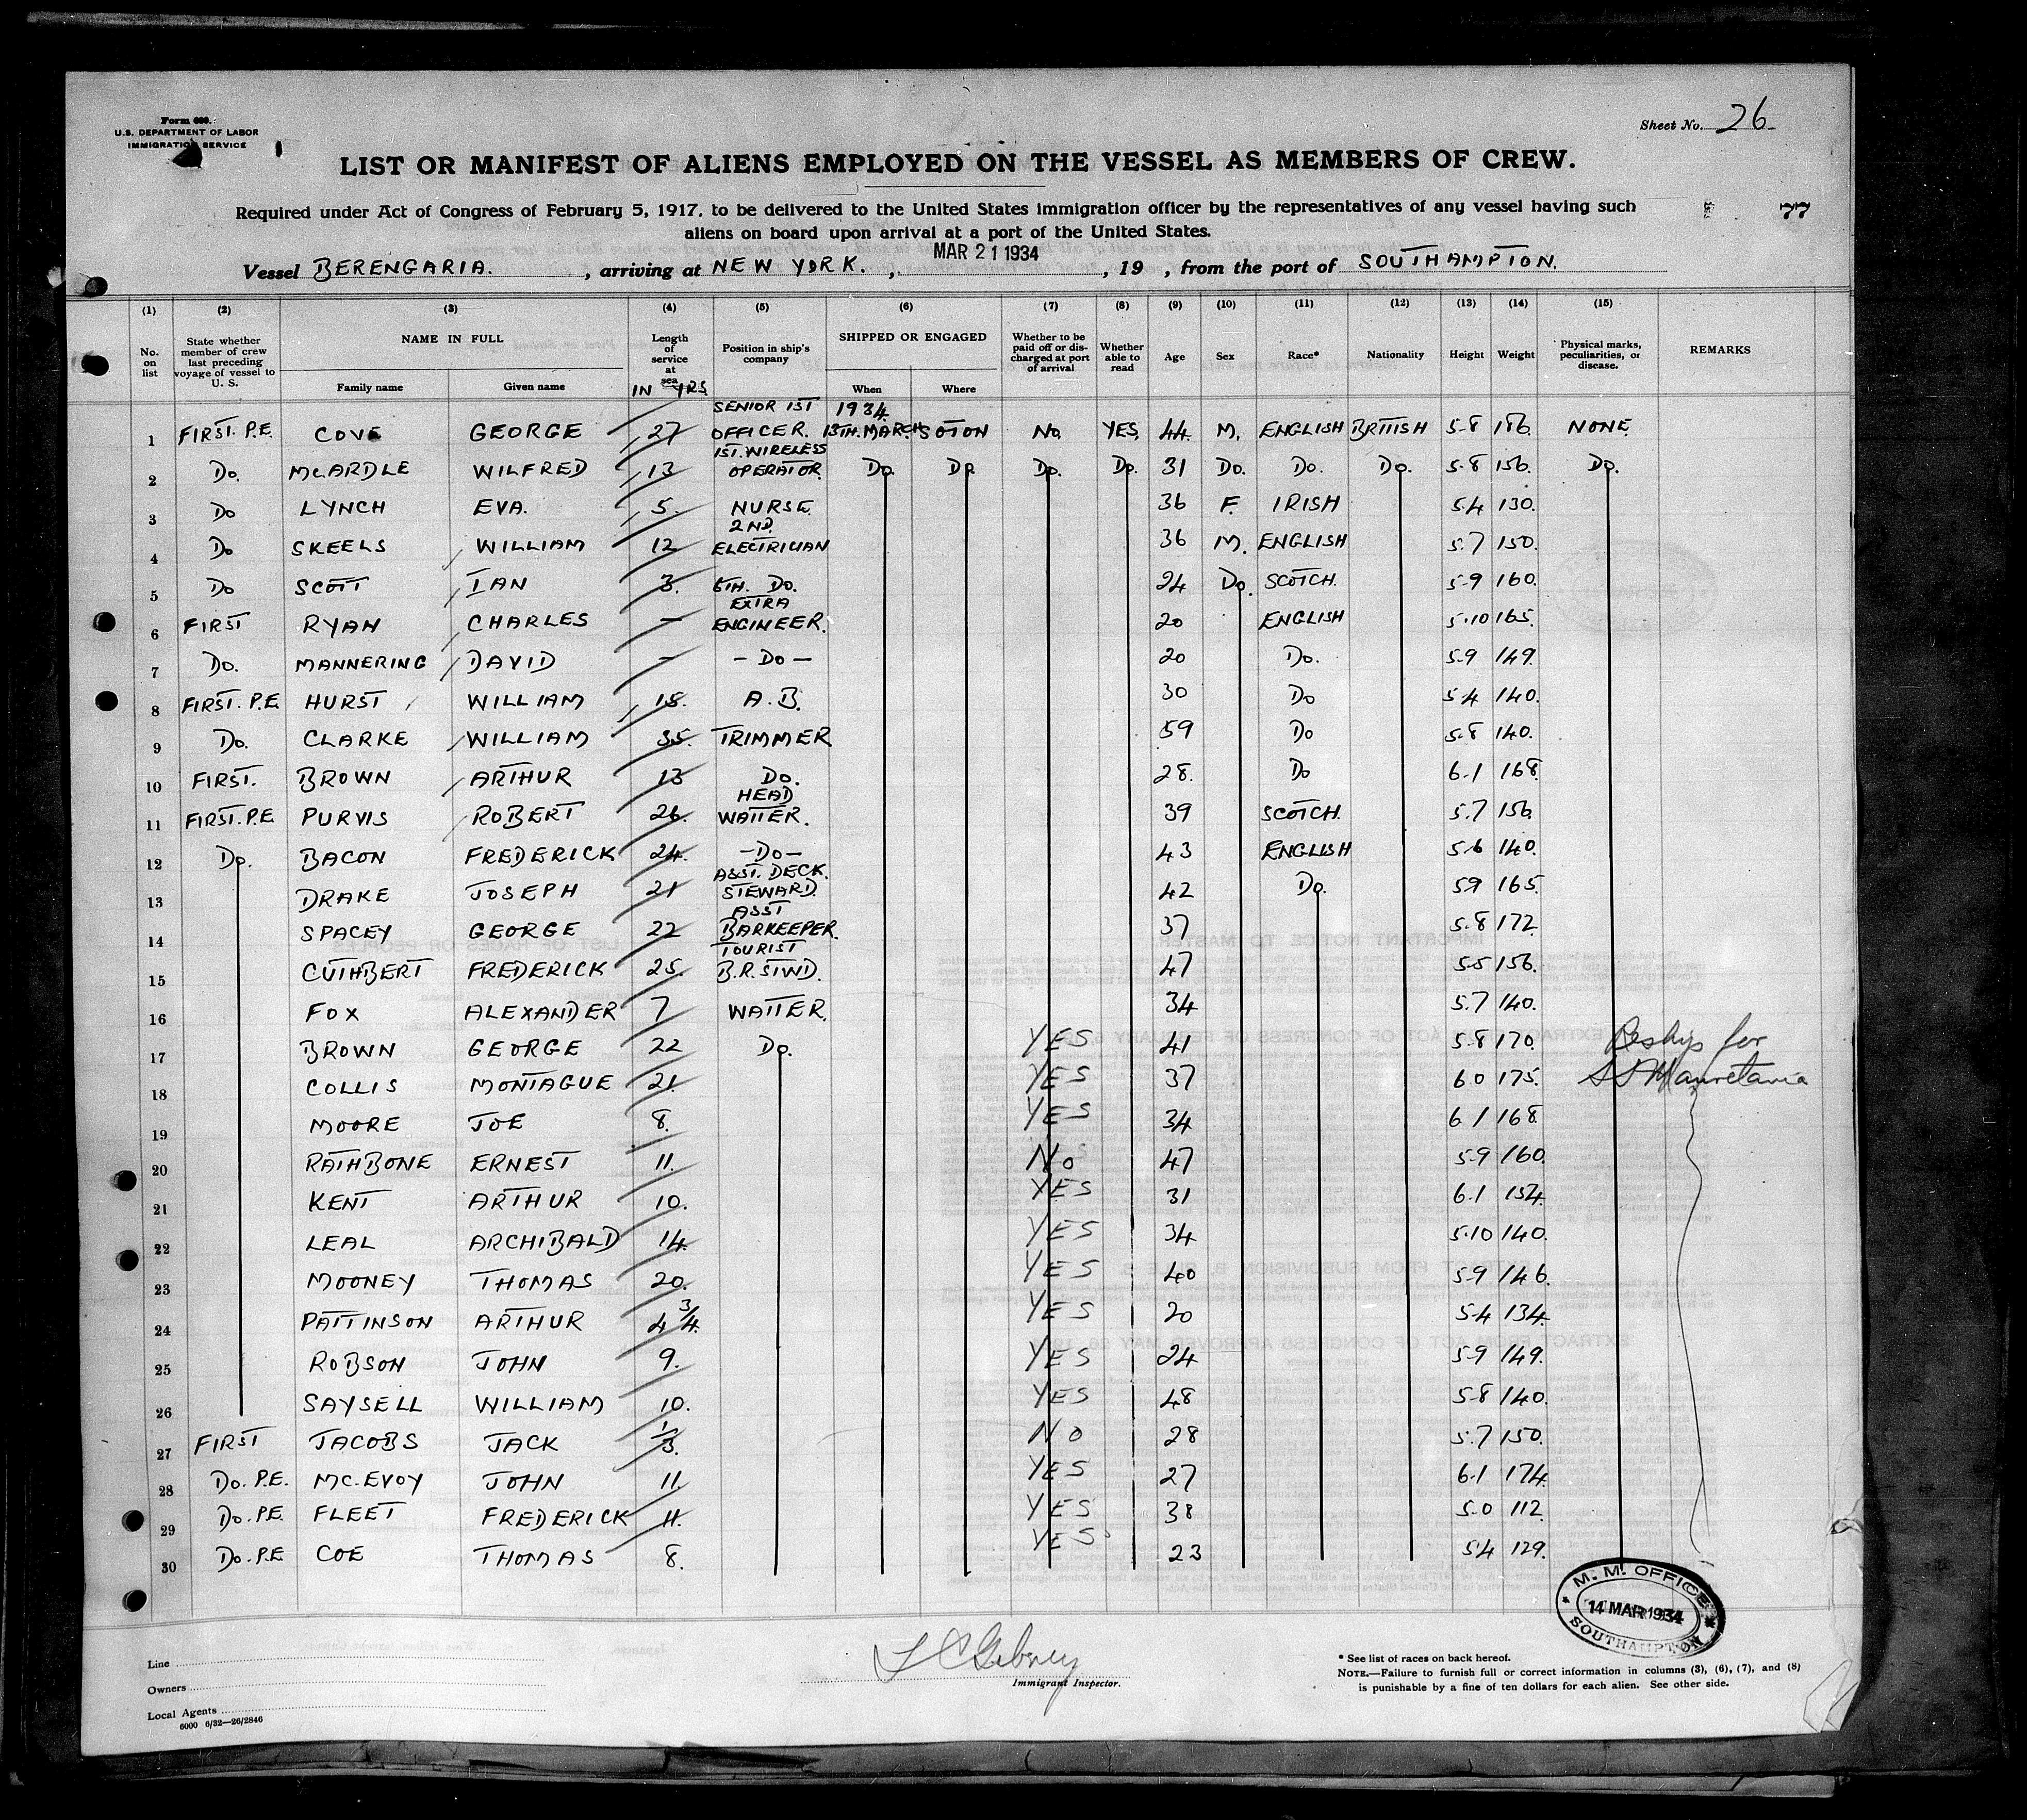 Form 689.
U.S. DEPARTMENT OF LABOR
IMMIGRATION SERVICE
Sheet No. 26
LIST OR MANIFEST OF ALIENS EMPLOYED ON THE VESSEL AS MEMBERS OF CREW.
Required under Act of Congress of February 5, 1917, to be delivered to the United States immigration officer by the representatives of any vessel having such
aliens on board upon arrival at a port of the United States.
77
Vessel BERENGARIA. , arriving at NEW YORK. , MAR 21 1934 , 19 , from the port of SOUTHAMPTON.
(1) (2) (3) (4) (5) (6) (7) (8) (9) (10) (11) (12) (13) (14) (15)
No. on list State whether member of crew last preceding voyage of vessel to U. S. NAME IN FULL Family name Given name Length of service at sea IN YRS. Position in ship's company SHIPPED OR ENGAGED When Where Whether to be paid off or discharged at port of arrival Whether able to read Age Sex Race* Nationality Height Weight Physical marks, peculiarities, or disease. REMARKS
1 FIRST. P.E. COVE GEORGE 27 SENIOR 1ST OFFICER. 1934. 13TH. MARCH S'OTON No. YES. 44 M. ENGLISH BRITISH 5-8 186. NONE.
2 Do. McARDLE WILFRED 13 1ST. WIRELESS OPERATOR. Do. Do. Do. Do. 31 Do. Do. Do. 5.8 156. Do.
3 Do LYNCH EVA. 5. NURSE. 36 F. IRISH 5.4 130.
4 Do SKEELS WILLIAM 12 2ND. ELECTRICIAN 36 M. ENGLISH 5.7 150.
5 Do SCOTT IAN 3. 6TH. Do. 24 Do. SCOTCH. 5.9 160.
6 FIRST RYAN CHARLES — EXTRA ENGINEER. 20 ENGLISH 5.10 165.
7 Do. MANNERING DAVID — - Do - 20 Do. 5.9 149.
8 FIRST. P.E HURST WILLIAM 15. A.B. 30 Do 5.4 140.
9 Do. CLARKE WILLIAM 35. TRIMMER 59 Do 5.8 140.
10 FIRST. BROWN ARTHUR 13 Do. 28. Do 6.1 168.
11 FIRST. P.E PURVIS ROBERT 26. HEAD WAITER. 39 SCOTCH. 5.7 156.
12 Do. BACON FREDERICK 24. - Do - 43 ENGLISH 5.6 140.
13 DRAKE JOSEPH 21 ASST. DECK. STEWARD. 42 Do. 5.9 165.
14 SPACEY GEORGE 22 ASST BARKEEPER. 37 5.8 172.
15 CUTHBERT FREDERICK 25. TOURIST B.R.STWD. 47 5.5 156.
16 FOX ALEXANDER 7 WAITER. 34 5.7 140.
17 BROWN GEORGE 22 Do. YES 41 5.8 170. Reship for
18 COLLIS MONTAGUE 21. YES 37 6.0 175. SS Mauretania
19 MOORE JOE 8. YES 34 6.1 168.
20 RATHBONE ERNEST 11. No 47 5.9 160.
21 KENT ARTHUR 10. YES 31 6.1 154.
22 LEAL ARCHIBALD 14. YES 34 5.10 140.
23 MOONEY THOMAS 20. YES 40 5.9 146.
24 PATTINSON ARTHUR 4 3/4. YES 20 5.4 134.
25 ROBSON JOHN 9. YES 24 5.9 149.
26 SAYSELL WILLIAM 10. YES 48 5.8 140.
27 FIRST JACOBS JACK 1/3. No 28 5.7 150.
28 Do. P.E. MC.EVOY JOHN 11. YES 27 6.1 174.
29 Do. P.E. FLEET FREDERICK 11. YES 38 5.0 112.
30 Do. P.E COE THOMAS 8. YES 23 5.4 129.
M. M. OFFICE
14 MAR 1934
SOUTHAMPTON
Line
Owners
Local Agents
6000 6/32—26/2846
Immigrant Inspector.
* See list of races on back hereof.
NOTE.—Failure to furnish full or correct information in columns (3), (6), (7), and (8)
is punishable by a fine of ten dollars for each alien. See other side.